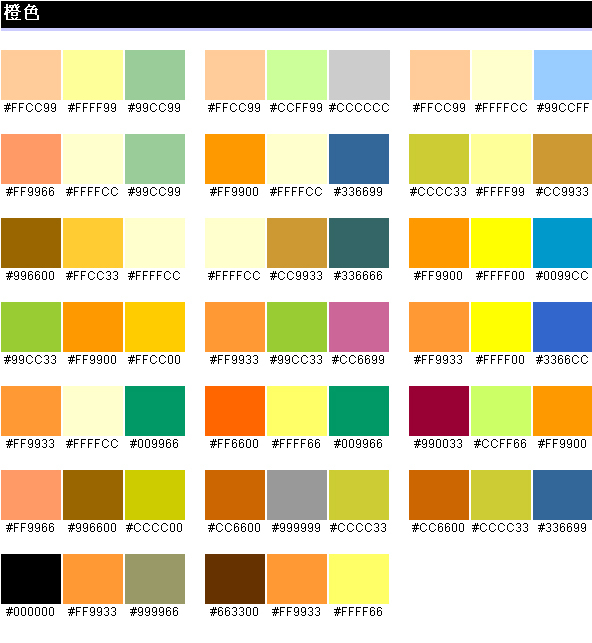 橙色
#FFCC99 #FFFF99 #99CC99 #FFCC99 #CCFF99 #CCCCCC #FFCC99 #FFFFCC #99CCFF
#FF9966 #FFFFCC #99CC99 #FF9900 #FFFFCC #336699 #CCCC33 #FFFF99 #CC9933
#996600 #FFCC33 #FFFFCC #FFFFCC #CC9933 #336666 #FF9900 #FFFF00 #0099CC
#99CC33 #FF9900 #FFCC00 #FF9933 #99CC33 #CC6699 #FF9933 #FFFF00 #3366CC
#FF9933 #FFFFCC #009966 #FF6600 #FFFF66 #009966 #990033 #CCFF66 #FF9900
#FF9966 #996600 #CCCC00 #CC6600 #999999 #CCCC33 #CC6600 #CCCC33 #336699
#000000 #FF9933 #999966 #663300 #FF9933 #FFFF66